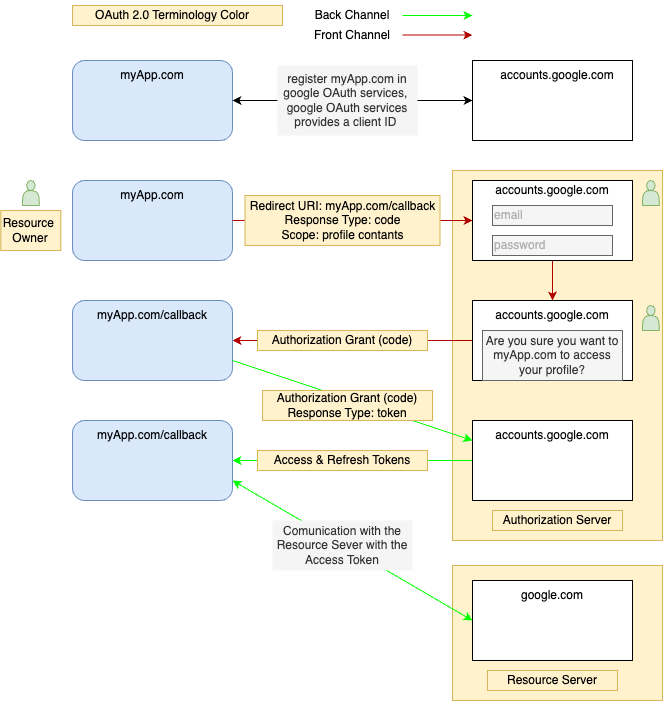 OAuth 2.0 Terminology Color
Back Channel
Front Channel
myApp.com
register myApp.com in
google OAuth services,
google OAuth services
provides a client ID
accounts.google.com
Resource
Owner
myApp.com
Redirect URI: myApp.com/callback
Response Type: code
Scope: profile contants
accounts.google.com
email
password
myApp.com/callback
Authorization Grant (code)
accounts.google.com
Are you sure you want to
myApp.com to access
your profile?
Authorization Grant (code)
Response Type: token
myApp.com/callback
Access & Refresh Tokens
accounts.google.com
Authorization Server
Comunication with the
Resource Sever with the
Access Token
google.com
Resource Server